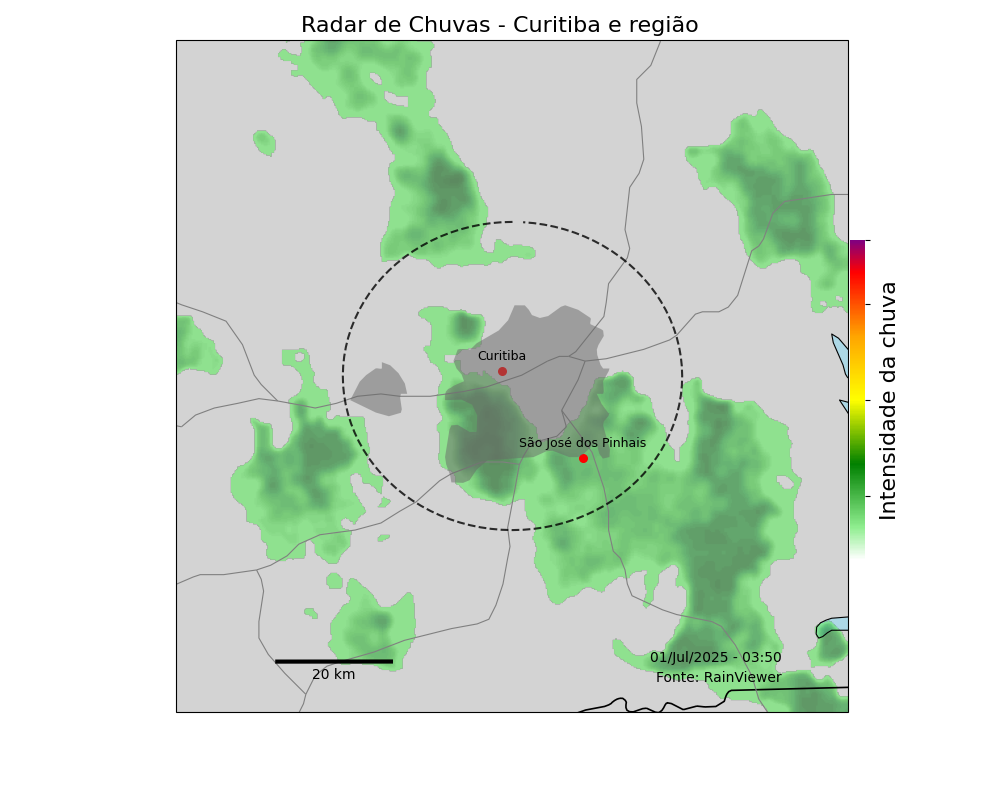 Radar de Chuvas - Curitiba e região
Curitiba
São José dos Pinhais
Intensidade da chuva
01/Jul/2025 - 03:50
Fonte: RainViewer
20 km